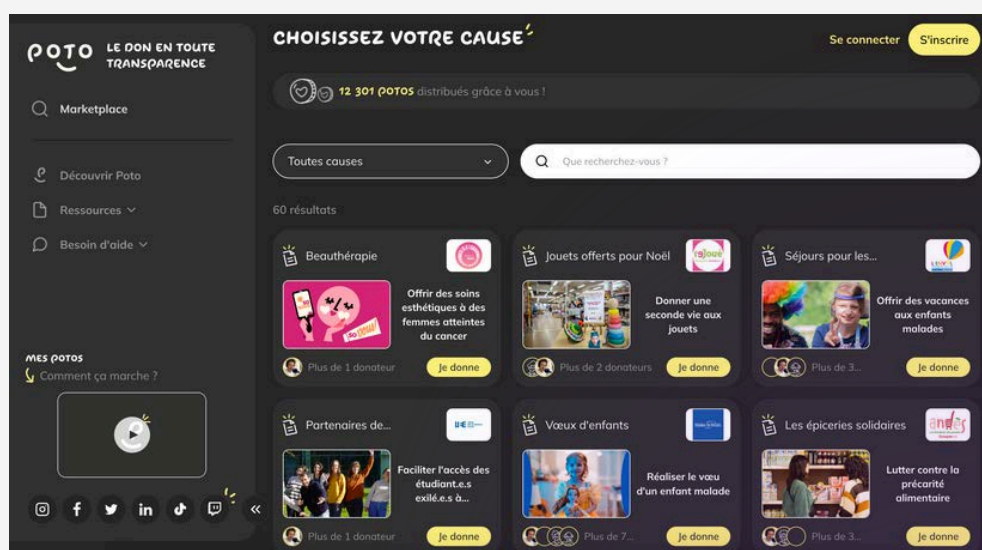 POTO
LE DON EN TOUTE
TRANSPARENCE
Marketplace
Découvrir Poto
Ressources
Besoin d'aide
MES POTOS
Comment ça marche ?
CHOISISSEZ VOTRE CAUSE
Se connecter
S'inscrire
12 301 POTOS distribués grâce à vous !
Toutes causes
Que recherchez-vous ?
60 résultats
Beauthérapie
Offrir des soins
esthétiques à des
femmes atteintes
du cancer
Plus de 1 donateur
Je donne
Jouets offerts pour Noël
rejoué
Donner une
seconde vie aux
jouets
Plus de 2 donateurs
Je donne
Séjours pour les...
Offrir des vacances
aux enfants
malades
Plus de 3...
Je donne
Partenaires de...
Faciliter l'accès des
étudiant.e.s
exilé.e.s à...
Plus de 1 donateur
Je donne
Vœux d'enfants
Réaliser le vœu
d'un enfant malade
Plus de 7...
Je donne
Les épiceries solidaires
andès
Lutter contre la
précarité
alimentaire
Plus de 3...
Je donne